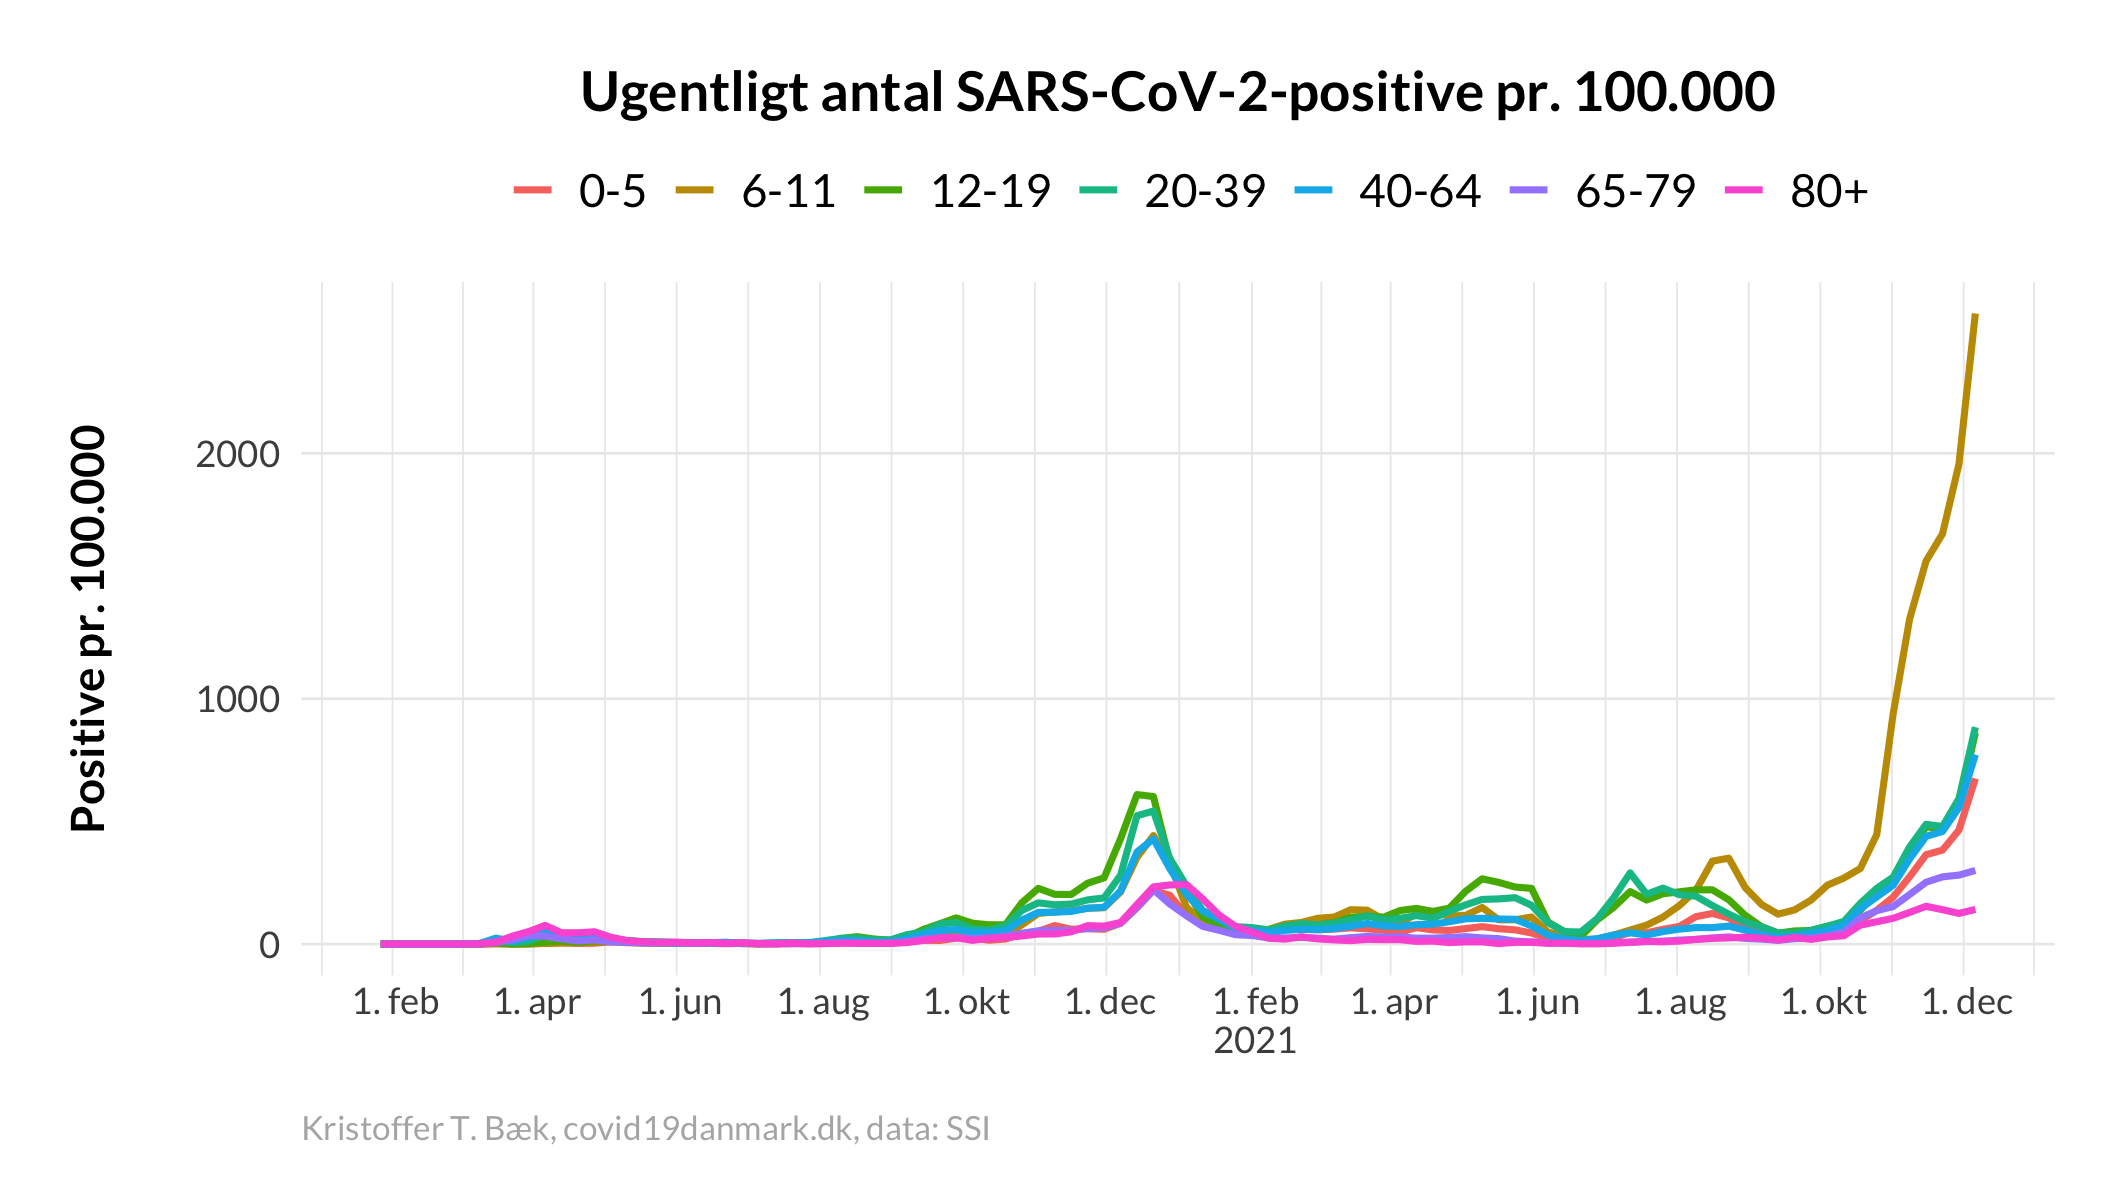 Ugentligt antal SARS-CoV-2-positive pr. 100.000
0-5 6-11 12-19 20-39 40-64 65-79 80+
Positive pr. 100.000
2000
1000
0
1. feb 1. apr 1. jun 1. aug 1. okt 1. dec 1. feb 1. apr 1. jun 1. aug 1. okt 1. dec
2021
Kristoffer T. Bæk, covid19danmark.dk, data: SSI